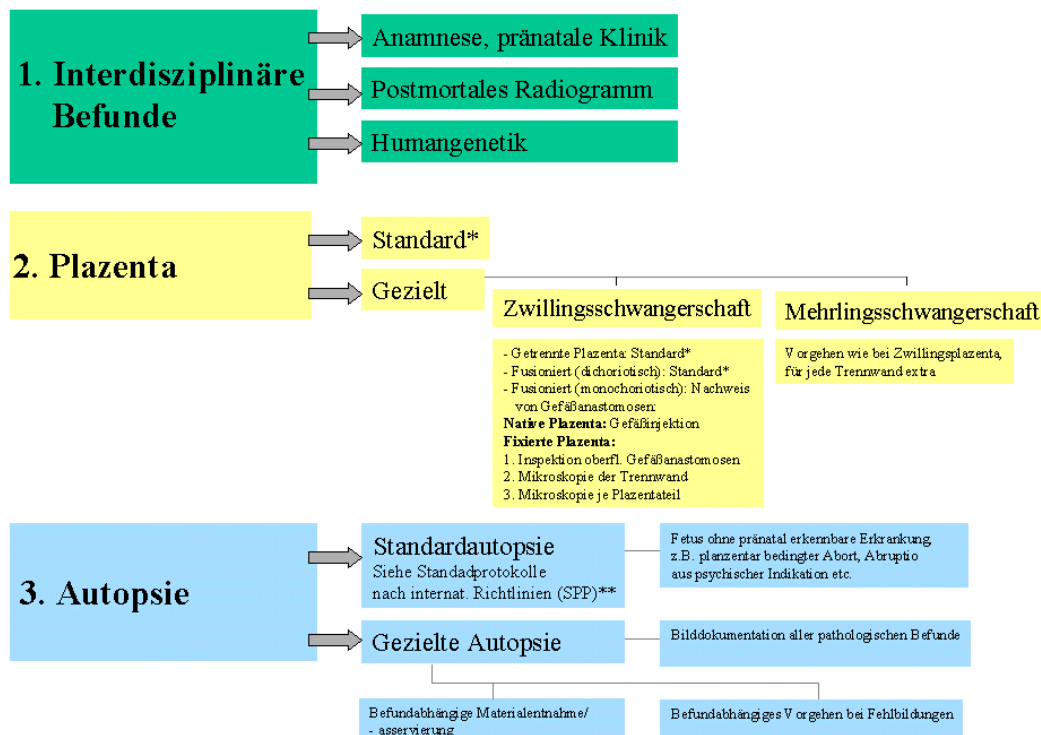 1. Interdisziplinäre
Befunde
Anamnese, pränatale Klinik
Postmortales Radiogramm
Humangenetik
2. Plazenta
Standard*
Gezielt
Zwillingsschwangerschaft
- Getrennte Plazenta: Standard*
- Fusioniert (dichoriotisch): Standard*
- Fusioniert (monochoriotisch): Nachweis
von Gefäßanastomosen:
Native Plazenta: Gefäßinjektion
Fixierte Plazenta:
1. Inspektion oberfl. Gefäßanastomosen
2. Mikroskopie der Trennwand
3. Mikroskopie je Plazentateil
Mehrlingsschwangerschaft
Vorgehen wie bei Zwillingsplazenta,
für jede Trennwand extra
3. Autopsie
Standardautopsie
Siehe Standadprotokolle
nach internat. Richtlinien (SPP)**
Fetus ohne pränatal erkennbare Erkrankung,
z.B. planzentar bedingter Abort, Abruptio
aus psychischer Indikation etc.
Gezielte Autopsie
Bilddokumentation aller pathologischen Befunde
Befundabhängige Materialentnahme/
- asservierung
Befundabhängiges Vorgehen bei Fehlbildungen